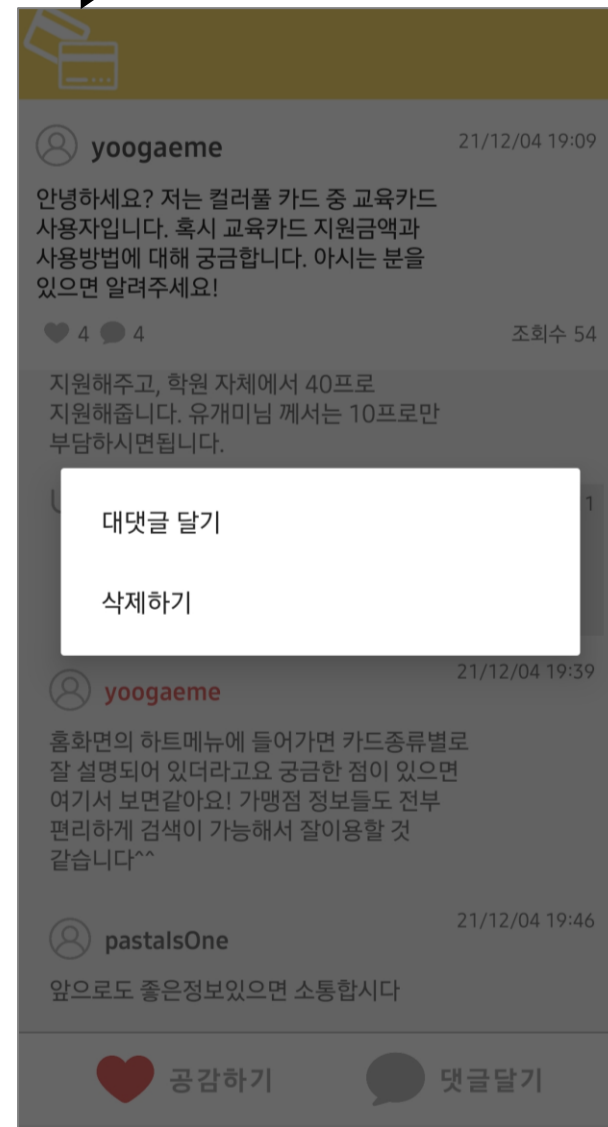 yoogaeme
21/12/04 19:09
안녕하세요? 저는 컬러풀 카드 중 교육카드
사용자입니다. 혹시 교육카드 지원금액과
사용방법에 대해 궁금합니다. 아시는 분을
있으면 알려주세요!
4 4
조회수 54
지원해주고, 학원 자체에서 40프로
지원해줍니다. 유개미님 께서는 10프로만
부담하시면됩니다.
1
대댓글 달기
삭제하기
21/12/04 19:39
yoogaeme
홈화면의 하트메뉴에 들어가면 카드종류별로
잘 설명되어 있더라고요 궁금한 점이 있으면
여기서 보면같아요! 가맹점 정보들도 전부
편리하게 검색이 가능해서 잘이용할 것
같습니다^^
21/12/04 19:46
pastaIsOne
앞으로도 좋은정보있으면 소통합시다
공감하기
댓글달기